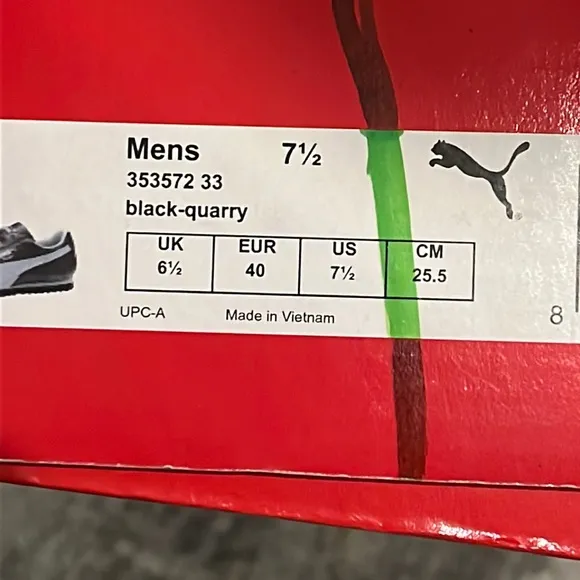 Mens 7½
353572 33
black-quarry
UK EUR US CM
6½ 40 7½ 25.5
UPC-A Made in Vietnam 8